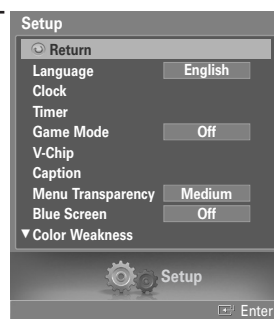 Setup
Return
Language English
Clock
Timer
Game Mode Off
V-Chip
Caption
Menu Transparency Medium
Blue Screen Off
▼ Color Weakness
Setup
Enter